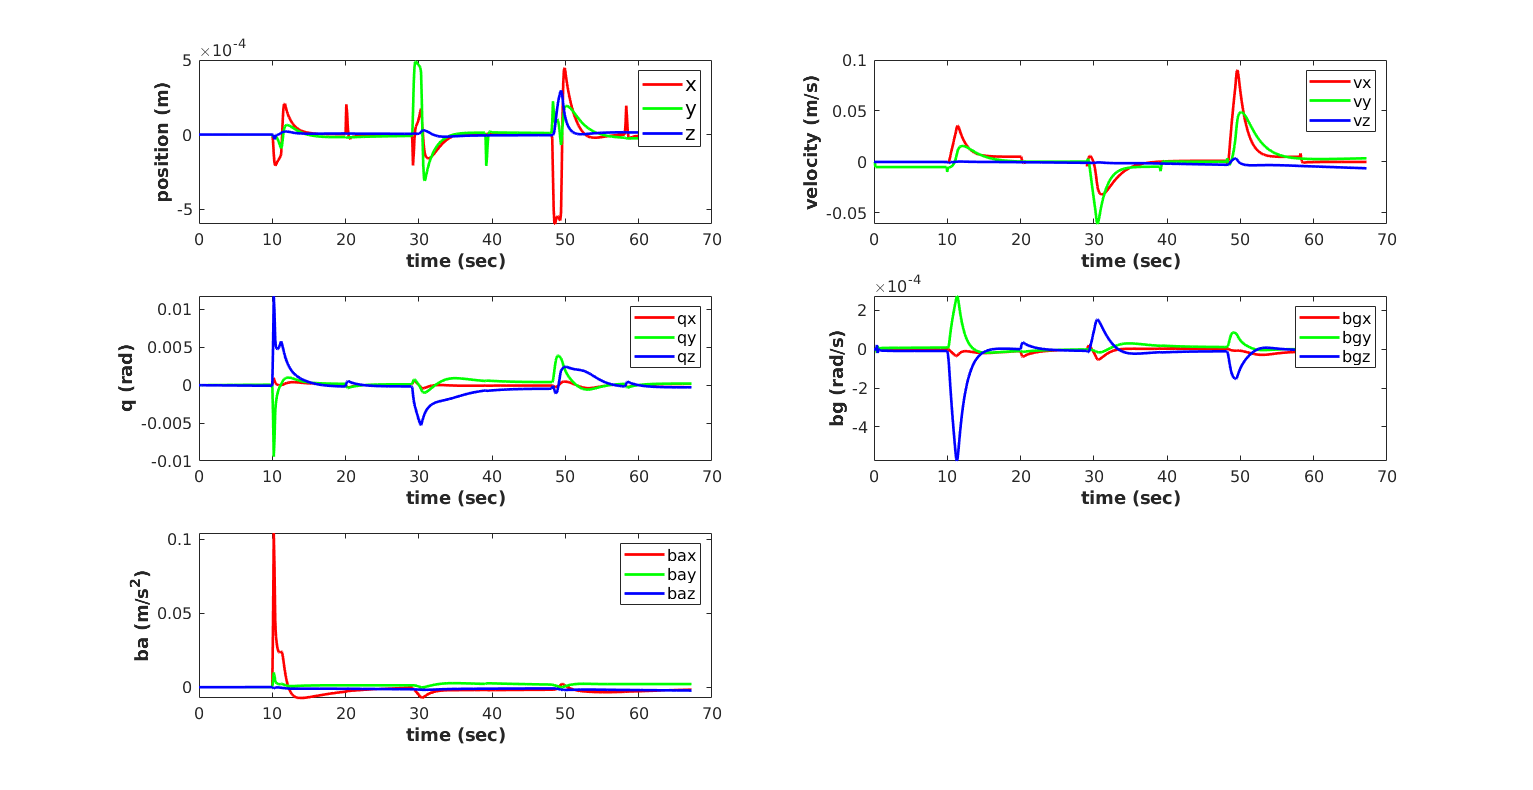 ×10-4
5
0
-5
position (m)
x
y
z
0 10 20 30 40 50 60 70
time (sec)
0.1
0.05
0
-0.05
velocity (m/s)
vx
vy
vz
0 10 20 30 40 50 60 70
time (sec)
0.01
0.005
0
-0.005
-0.01
q (rad)
qx
qy
qz
0 10 20 30 40 50 60 70
time (sec)
×10-4
2
0
-2
-4
bg (rad/s)
bgx
bgy
bgz
0 10 20 30 40 50 60 70
time (sec)
0.1
0.05
0
ba (m/s2)
bax
bay
baz
0 10 20 30 40 50 60 70
time (sec)